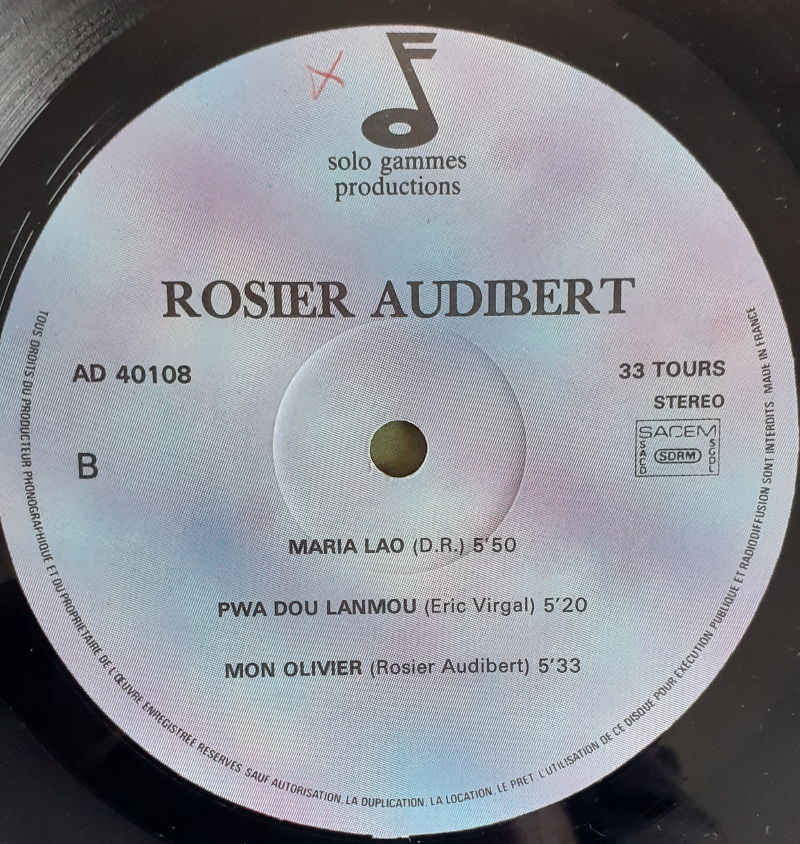 solo gammes
productions
ROSIER AUDIBERT
AD 40108
33 TOURS
STEREO
SACEM
SACD
SDRM
SGDL
B
MARIA LAO (D.R.) 5'50
PWA DOU LANMOU (Eric Virgal) 5'20
MON OLIVIER (Rosier Audibert) 5'33
TOUS DROITS DU PRODUCTEUR PHONOGRAPHIQUE ET DU PROPRIETAIRE DE L'ŒUVRE ENREGISTREE RESERVES SAUF AUTORISATION. LA DUPLICATION. LA LOCATION. LE PRET. L'UTILISATION DE CE DISQUE POUR EXECUTION PUBLIQUE ET RADIODIFFUSION SONT INTERDITS. MADE IN FRANCE